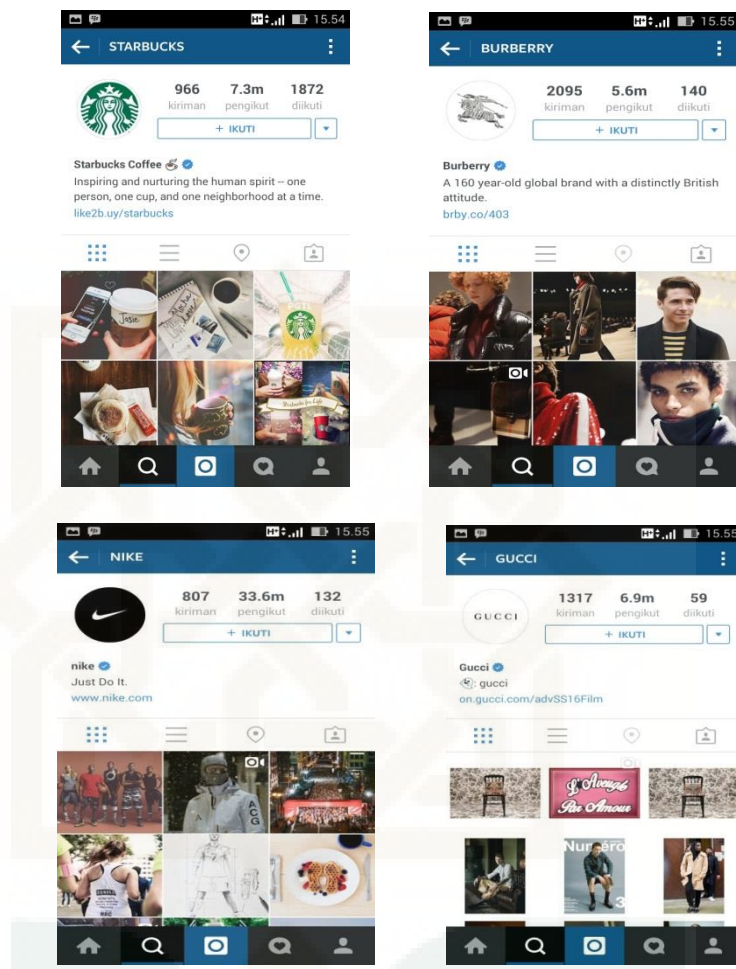 15.54
STARBUCKS
966 7.3m 1872
kiriman pengikut diikuti
+ IKUTI
Starbucks Coffee
Inspiring and nurturing the human spirit -- one
person, one cup, and one neighborhood at a time.
like2b.uy/starbucks
Josie
Starbucks for Life
15.55
BURBERRY
2095 5.6m 140
kiriman pengikut diikuti
+ IKUTI
Burberry
A 160 year-old global brand with a distinctly British
attitude.
brby.co/403
15.55
NIKE
807 33.6m 132
kiriman pengikut diikuti
+ IKUTI
nike
Just Do It.
www.nike.com
ACG
15.55
GUCCI
GUCCI
1317 6.9m 59
kiriman pengikut diikuti
+ IKUTI
Gucci
: gucci
on.gucci.com/advSS16Film
L'Aveugle
Par Amour
Numéro